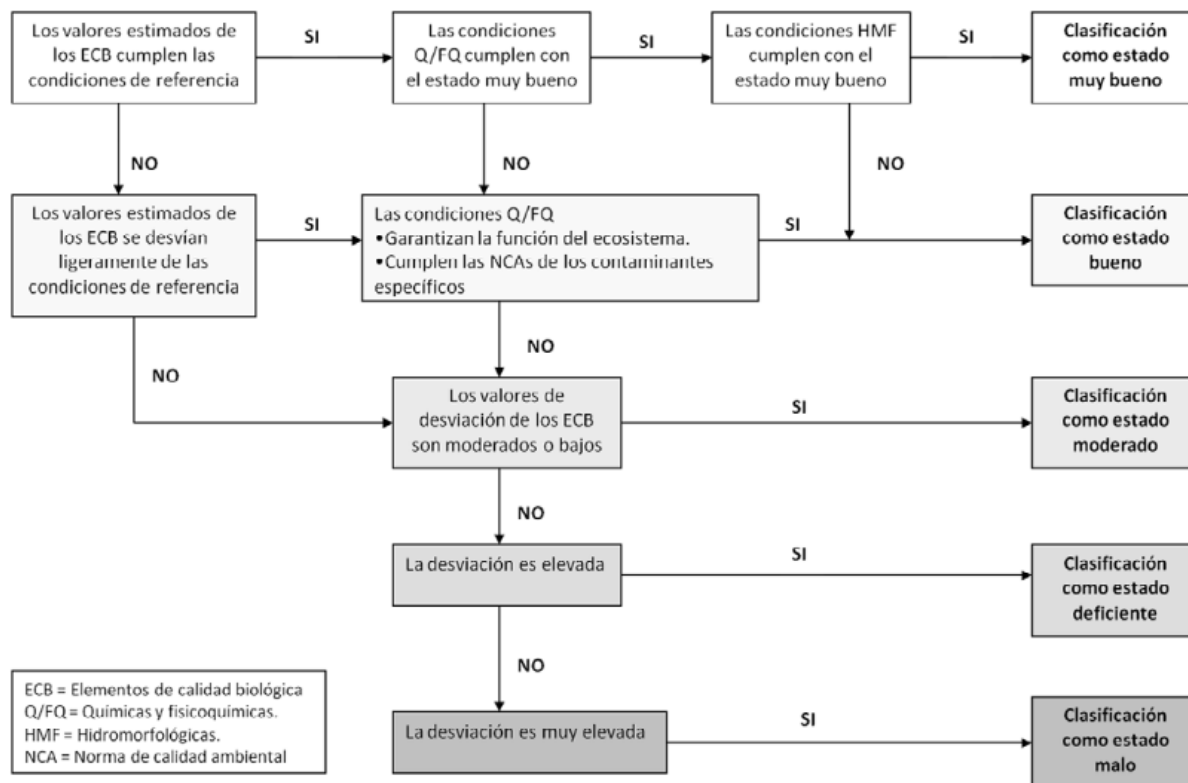 Los valores estimados de
los ECB cumplen las
condiciones de referencia
SI
Las condiciones
Q/FQ cumplen con
el estado muy bueno
SI
Las condiciones HMF
cumplen con el
estado muy bueno
SI
Clasificación
como estado
muy bueno
NO
NO
NO
Los valores estimados de
los ECB se desvían
ligeramente de las
condiciones de referencia
SI
Las condiciones Q/FQ
•Garantizan la función del ecosistema.
•Cumplen las NCAs de los contaminantes
específicos
SI
Clasificación
como estado
bueno
NO
NO
Los valores de
desviación de los ECB
son moderados o bajos
SI
Clasificación
como estado
moderado
NO
La desviación es elevada
SI
Clasificación
como estado
deficiente
NO
La desviación es muy elevada
SI
Clasificación
como estado
malo
ECB = Elementos de calidad biológica
Q/FQ = Químicas y fisicoquímicas.
HMF = Hidromorfológicas.
NCA = Norma de calidad ambiental